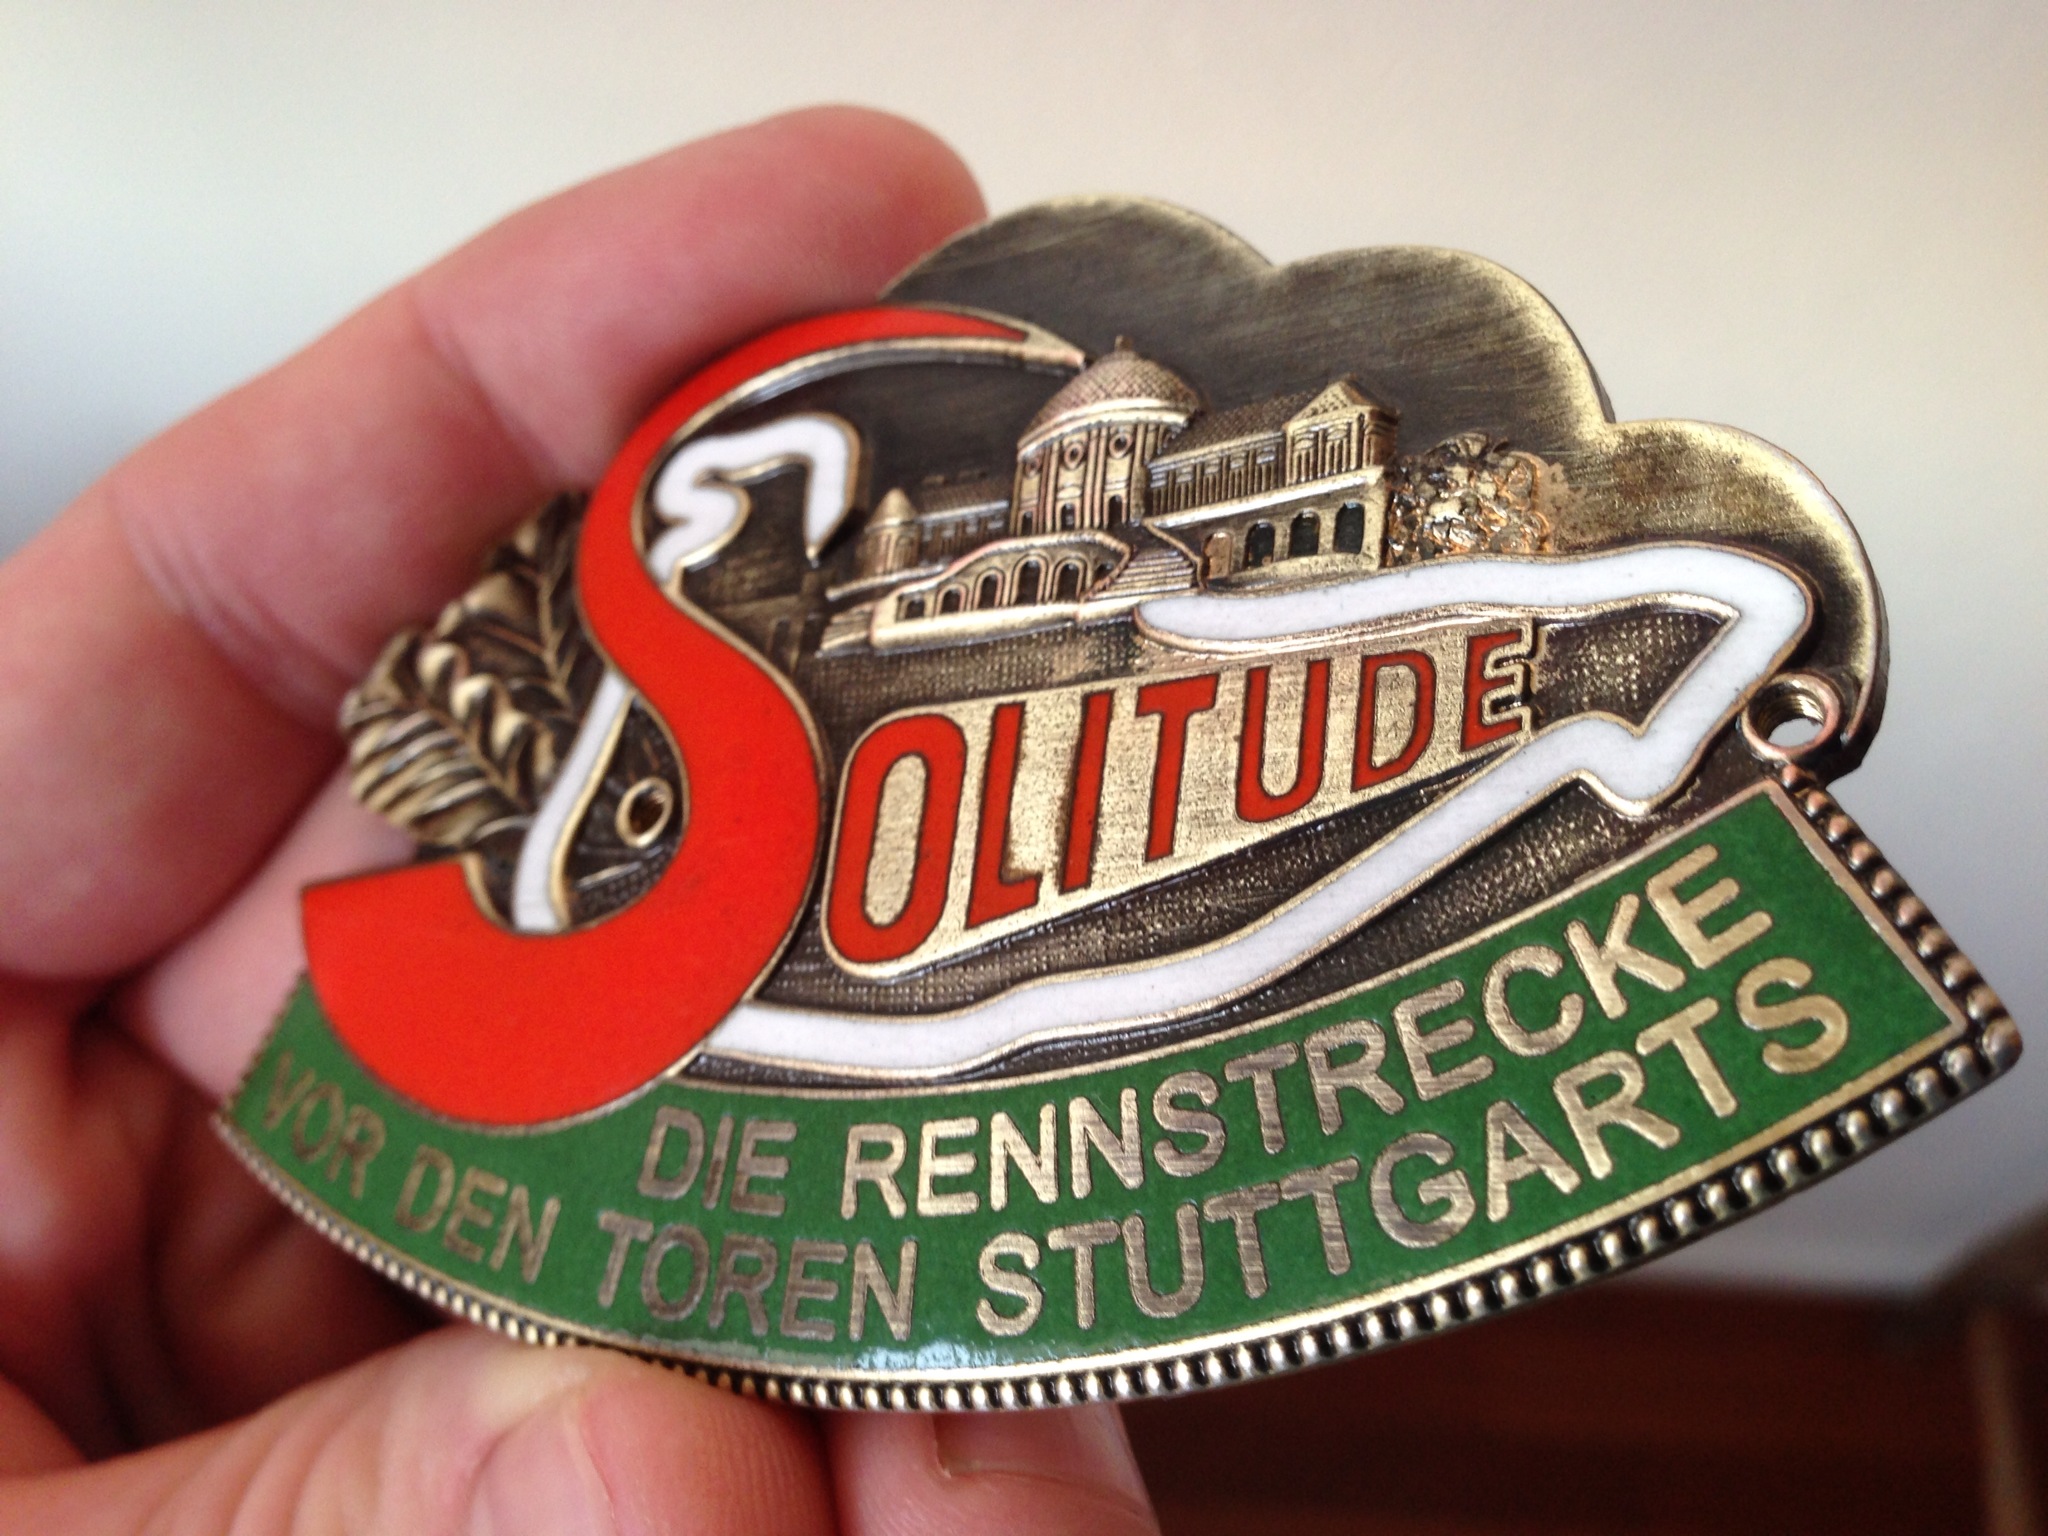 SOLITUDE
DIE RENNSTRECKE
VOR DEN TOREN STUTTGARTS